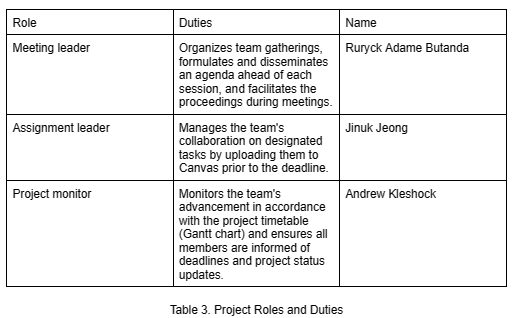 Role Duties Name
Meeting leader Organizes team gatherings, Ruryck Adame Butanda
formulates and disseminates
an agenda ahead of each
session, and facilitates the
proceedings during meetings.
Assignment leader Manages the team's Jinuk Jeong
collaboration on designated
tasks by uploading them to
Canvas prior to the deadline.
Project monitor Monitors the team's Andrew Kleshock
advancement in accordance
with the project timetable
(Gantt chart) and ensures all
members are informed of
deadlines and project status
updates.
Table 3. Project Roles and Duties